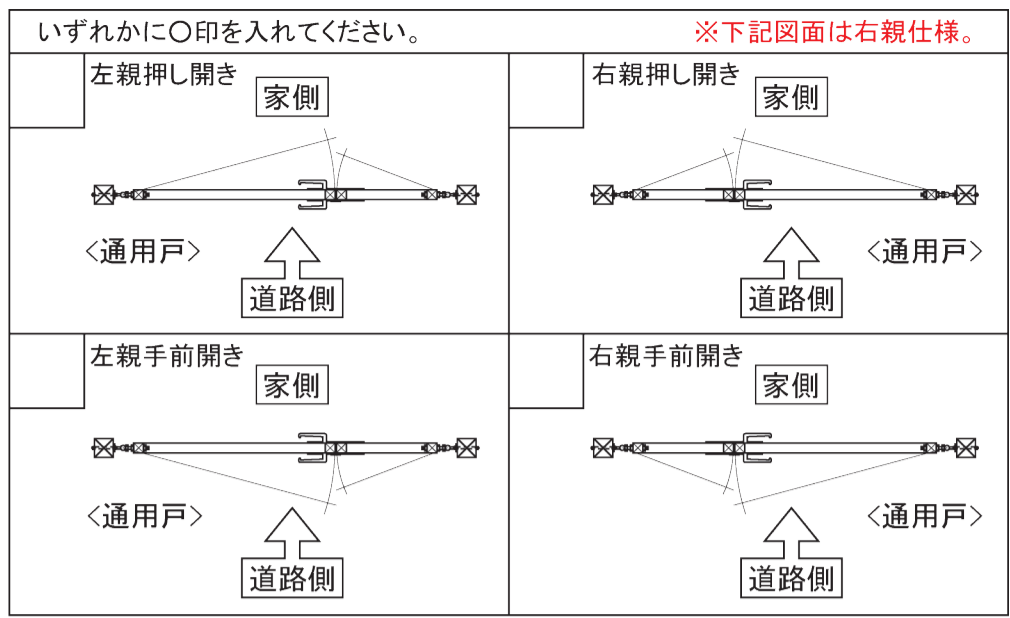 いずれかに〇印を入れてください。
※下記図面は右親仕様。
左親押し開き
家側
<通用戸>
道路側
右親押し開き
家側
<通用戸>
道路側
左親手前開き
家側
<通用戸>
道路側
右親手前開き
家側
<通用戸>
道路側